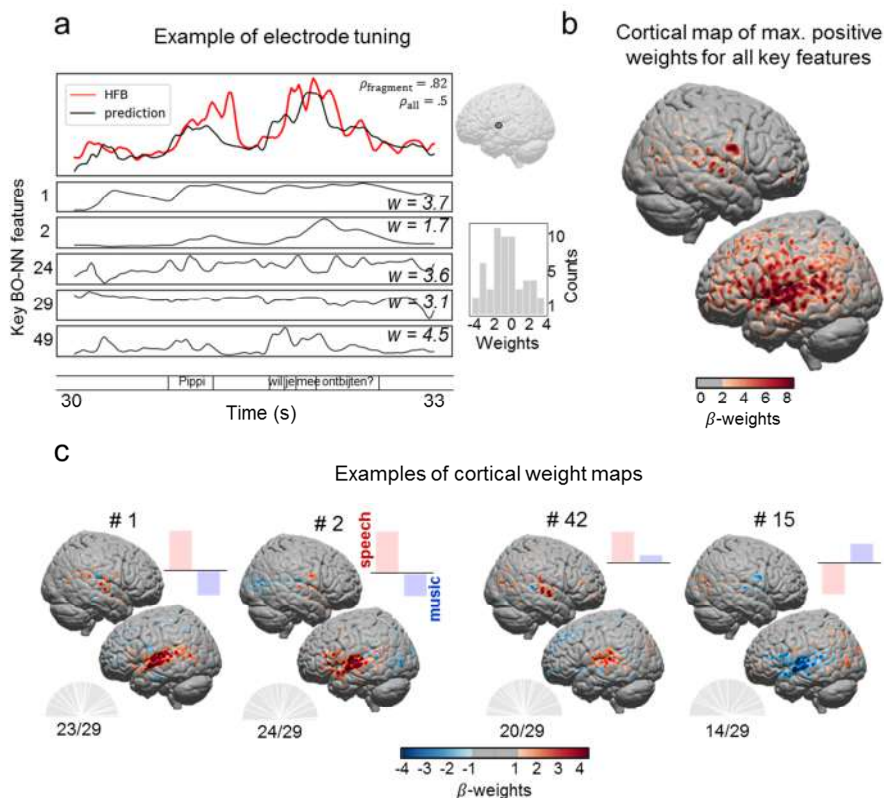 a
Example of electrode tuning
HFB
prediction
ρfragment = .82
ρall = .5
Key BO-NN features
1
w = 3.7
2
w = 1.7
24
w = 3.6
29
w = 3.1
49
w = 4.5
Pippi
wil je mee ontbijten?
30
33
Time (s)
10
5
1
Counts
-4 -2 0 2 4
Weights
b
Cortical map of max. positive
weights for all key features
0 2 4 6 8
β-weights
c
Examples of cortical weight maps
# 1
# 2
speech
music
# 42
# 15
23/29
24/29
20/29
14/29
-4 -3 -2 -1 1 2 3 4
β-weights